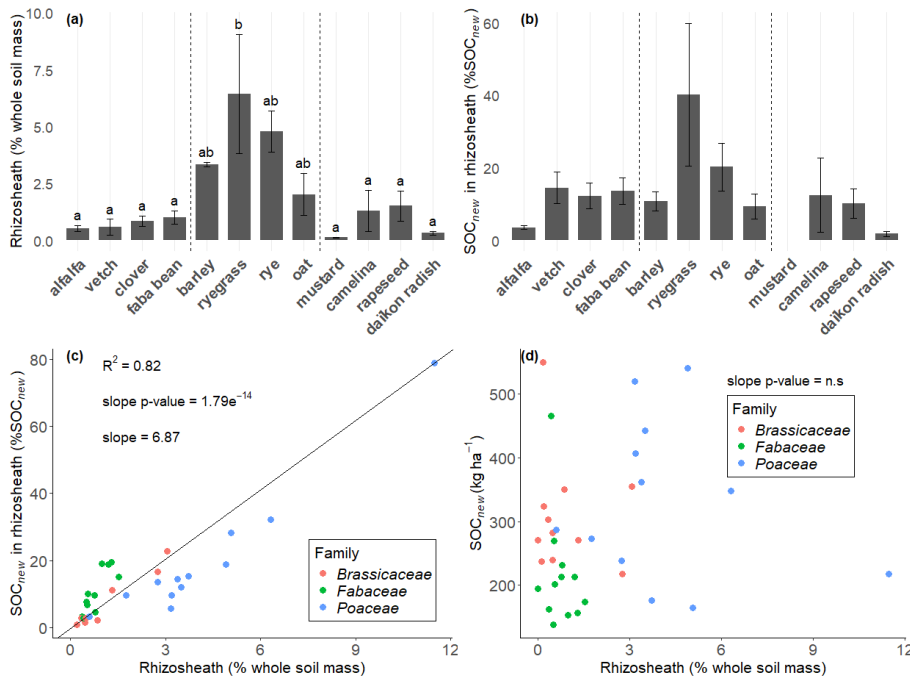 (a)
Rhizosheath (% whole soil mass)
10.0
7.5
5.0
2.5
0.0
a
a
a
a
ab
b
ab
ab
a
a
a
a
alfalfa
vetch
clover
faba bean
barley
ryegrass
rye
oat
mustard
camelina
rapeseed
daïkon radish
(b)
SOCnew in rhizosheath (%SOCnew)
60
40
20
0
alfalfa
vetch
clover
faba bean
barley
ryegrass
rye
oat
mustard
camelina
rapeseed
daïkon radish
(c)
R² = 0.82
slope p-value = 1.79e⁻¹⁴
slope = 6.87
SOCnew in rhizosheath (%SOCnew)
80
60
40
20
0
Family
Brassicaceae
Fabaceae
Poaceae
0
3
6
9
12
Rhizosheath (% whole soil mass)
(d)
slope p-value = n.s
Family
Brassicaceae
Fabaceae
Poaceae
SOCnew (kg ha⁻¹)
500
400
300
200
0
3
6
9
12
Rhizosheath (% whole soil mass)